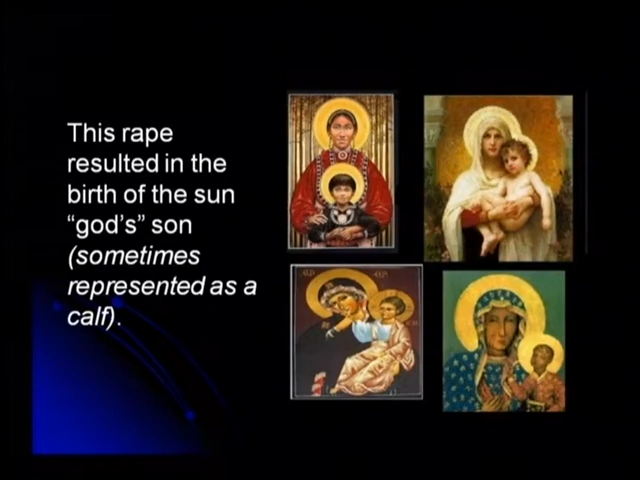 This rape
resulted in the
birth of the sun
“god’s” son
(sometimes
represented as a
calf).